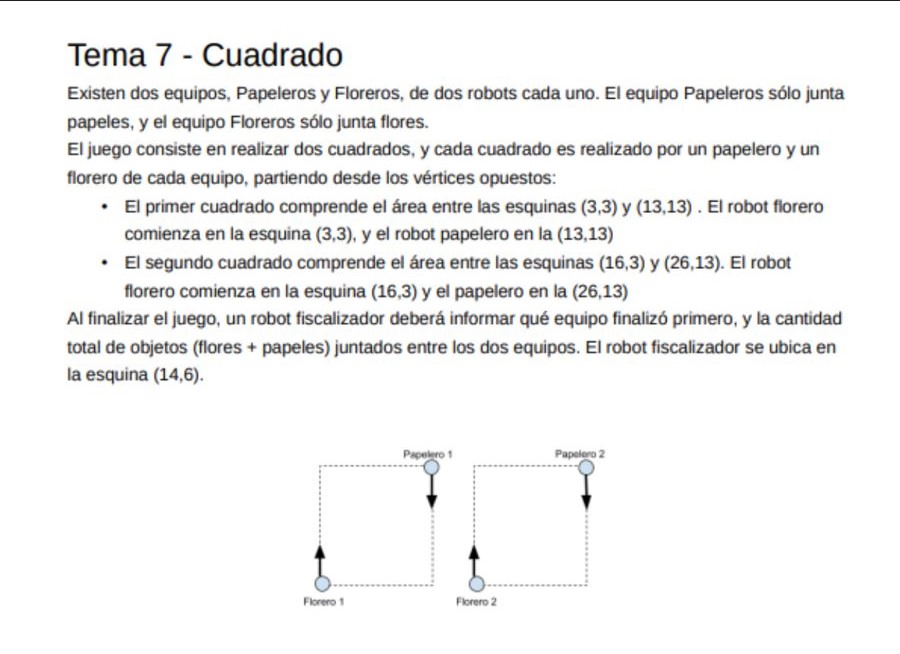 Tema 7 - Cuadrado
Existen dos equipos, Papeleros y Floreros, de dos robots cada uno. El equipo Papeleros sólo junta
papeles, y el equipo Floreros sólo junta flores.
El juego consiste en realizar dos cuadrados, y cada cuadrado es realizado por un papelero y un
florero de cada equipo, partiendo desde los vértices opuestos:
• El primer cuadrado comprende el área entre las esquinas (3,3) y (13,13) . El robot florero
comienza en la esquina (3,3), y el robot papelero en la (13,13)
• El segundo cuadrado comprende el área entre las esquinas (16,3) y (26,13). El robot
florero comienza en la esquina (16,3) y el papelero en la (26,13)
Al finalizar el juego, un robot fiscalizador deberá informar qué equipo finalizó primero, y la cantidad
total de objetos (flores + papeles) juntados entre los dos equipos. El robot fiscalizador se ubica en
la esquina (14,6).
Papelero 1
Papelero 2
Florero 1
Florero 2